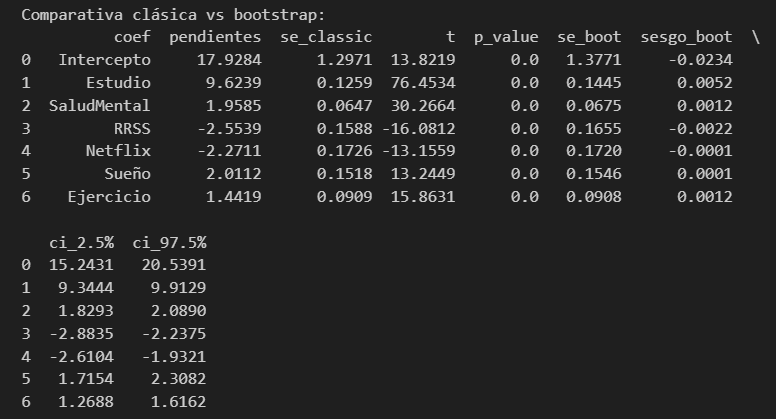 Comparativa clásica vs bootstrap:
coef pendientes se_classic t p_value se_boot sesgo_boot \
0 Intercepto 17.9284 1.2971 13.8219 0.0 1.3771 -0.0234
1 Estudio 9.6239 0.1259 76.4534 0.0 0.1445 0.0052
2 SaludMental 1.9585 0.0647 30.2664 0.0 0.0675 0.0012
3 RRSS -2.5539 0.1588 -16.0812 0.0 0.1655 -0.0022
4 Netflix -2.2711 0.1726 -13.1559 0.0 0.1720 -0.0001
5 Sueño 2.0112 0.1518 13.2449 0.0 0.1546 0.0001
6 Ejercicio 1.4419 0.0909 15.8631 0.0 0.0908 0.0012
ci_2.5% ci_97.5%
0 15.2431 20.5391
1 9.3444 9.9129
2 1.8293 2.0890
3 -2.8835 -2.2375
4 -2.6104 -1.9321
5 1.7154 2.3082
6 1.2688 1.6162